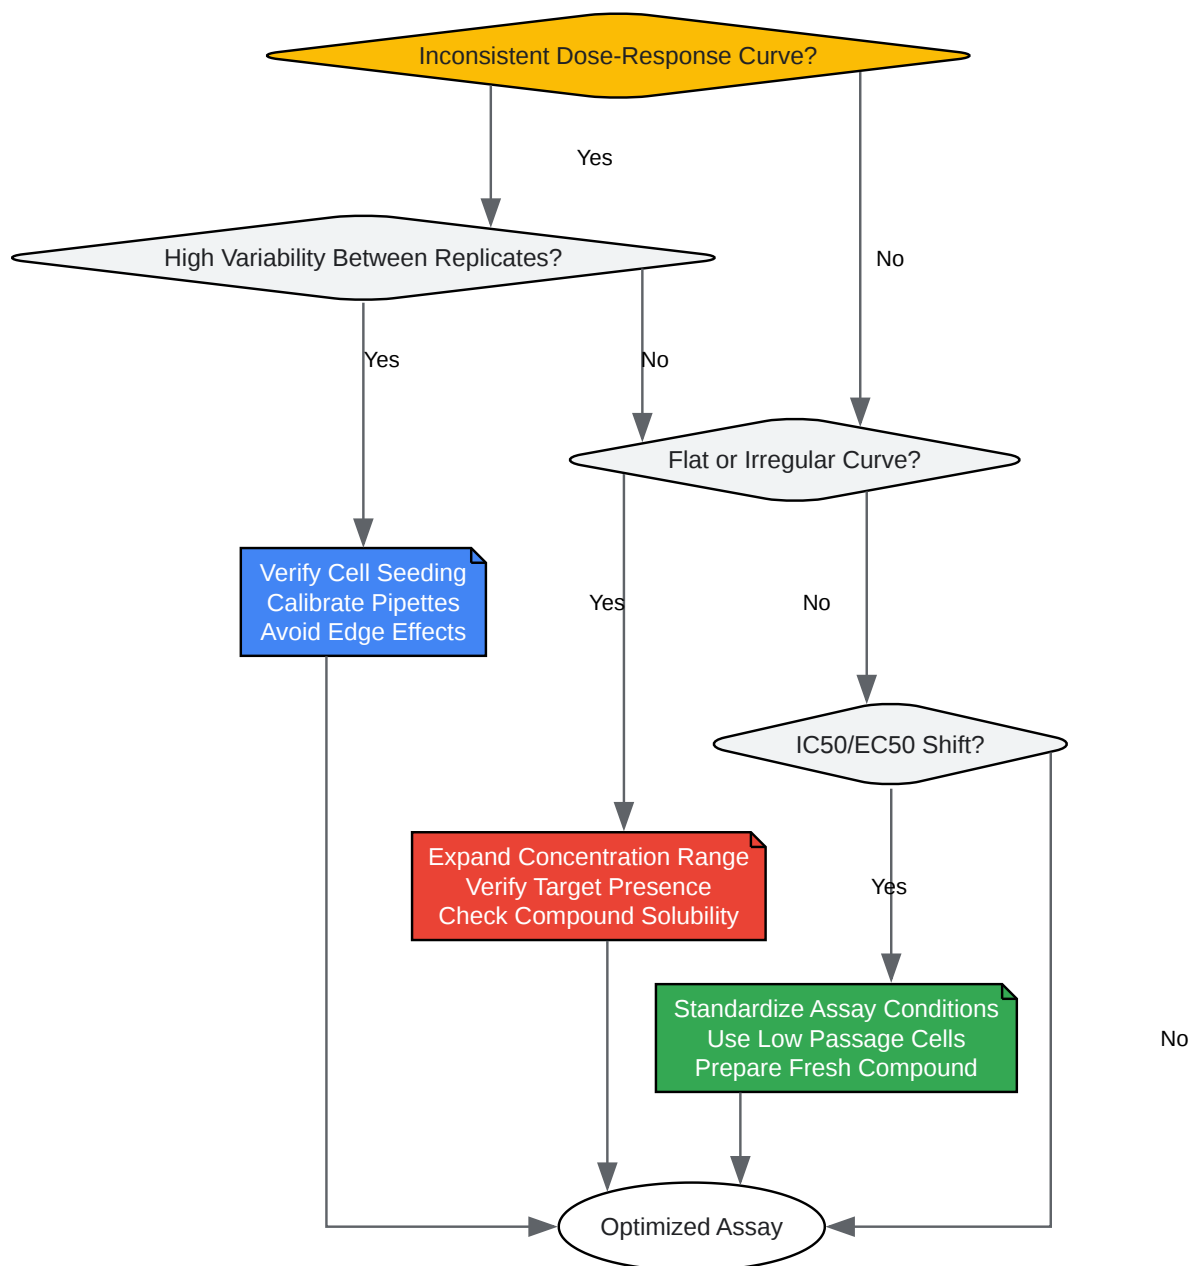 Inconsistent Dose-Response Curve?
Yes
High Variability Between Replicates?
No
Yes
No
Flat or Irregular Curve?
Verify Cell Seeding
Calibrate Pipettes
Avoid Edge Effects
Yes
No
IC50/EC50 Shift?
Expand Concentration Range
Verify Target Presence
Check Compound Solubility
Yes
Standardize Assay Conditions
Use Low Passage Cells
Prepare Fresh Compound
No
Optimized Assay